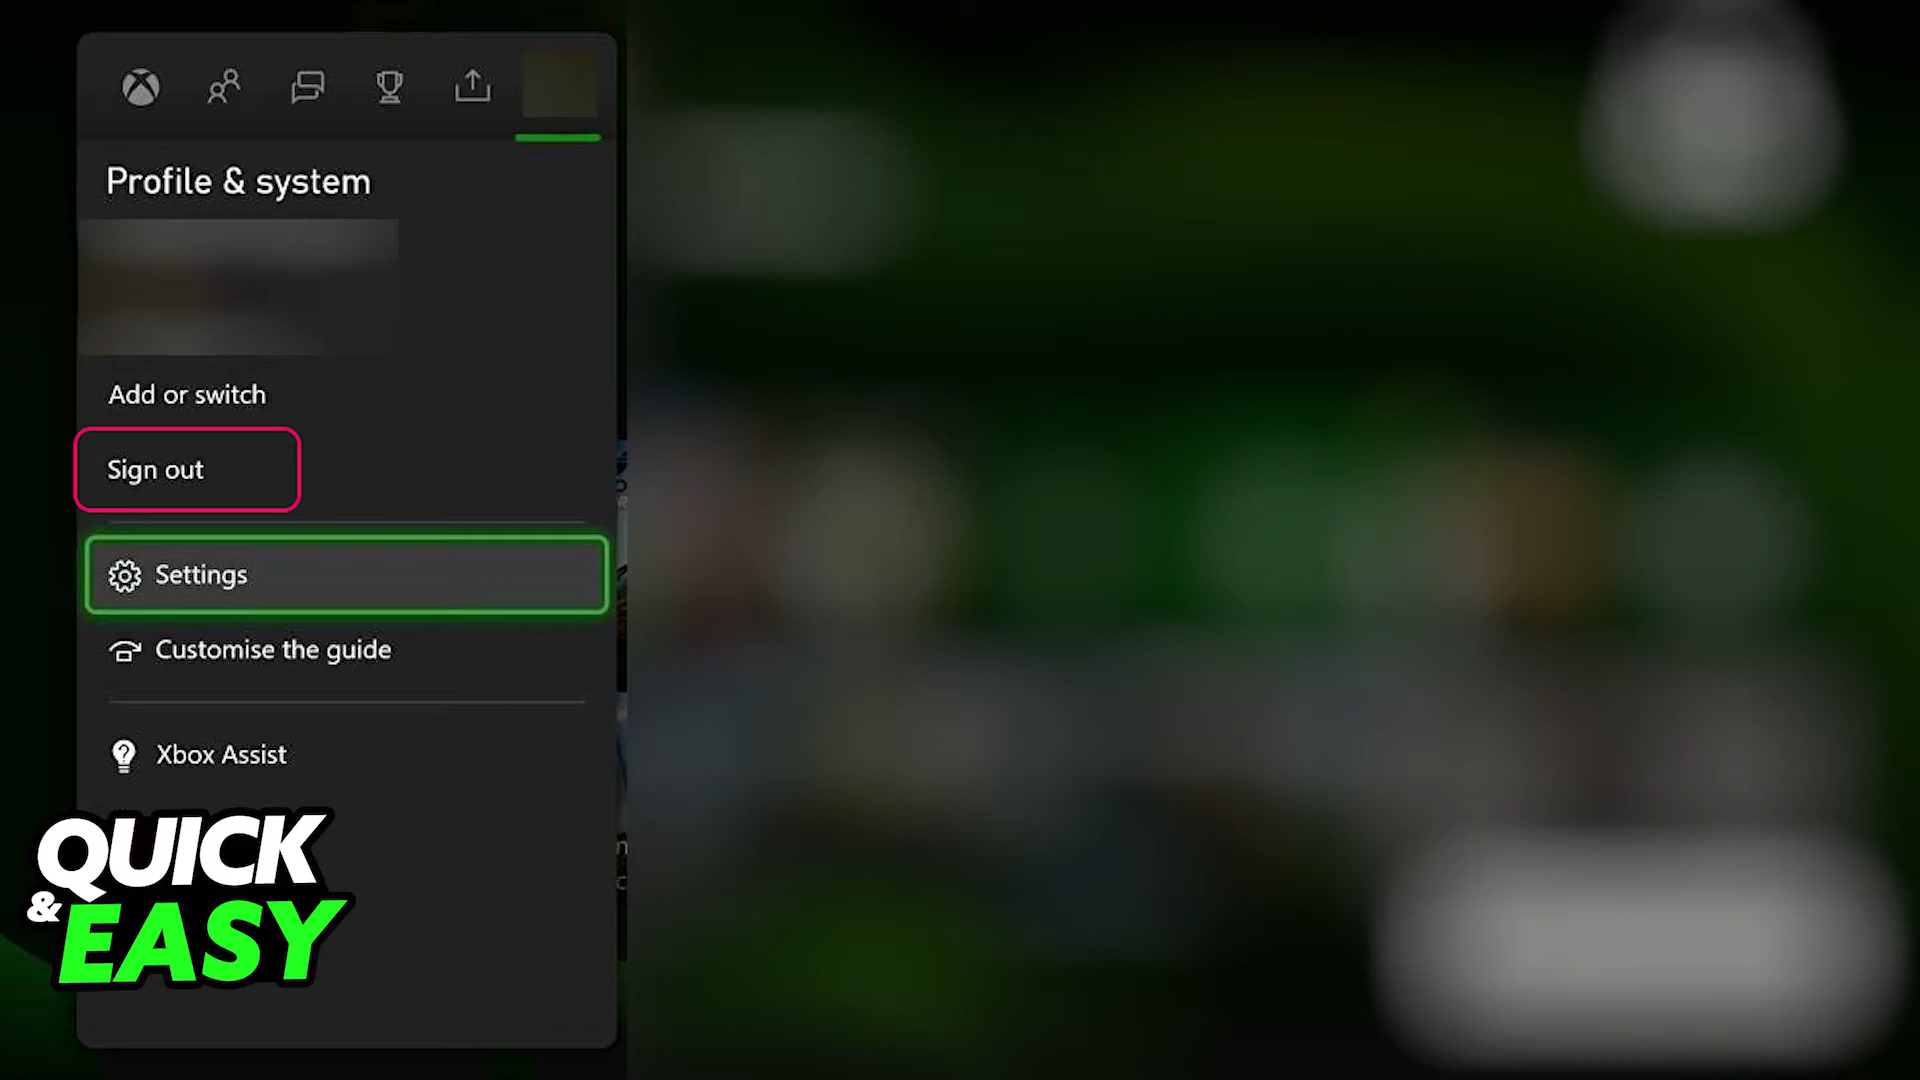 Profile & system
Add or switch
Sign out
Settings
Customise the guide
Xbox Assist
QUICK
& EASY